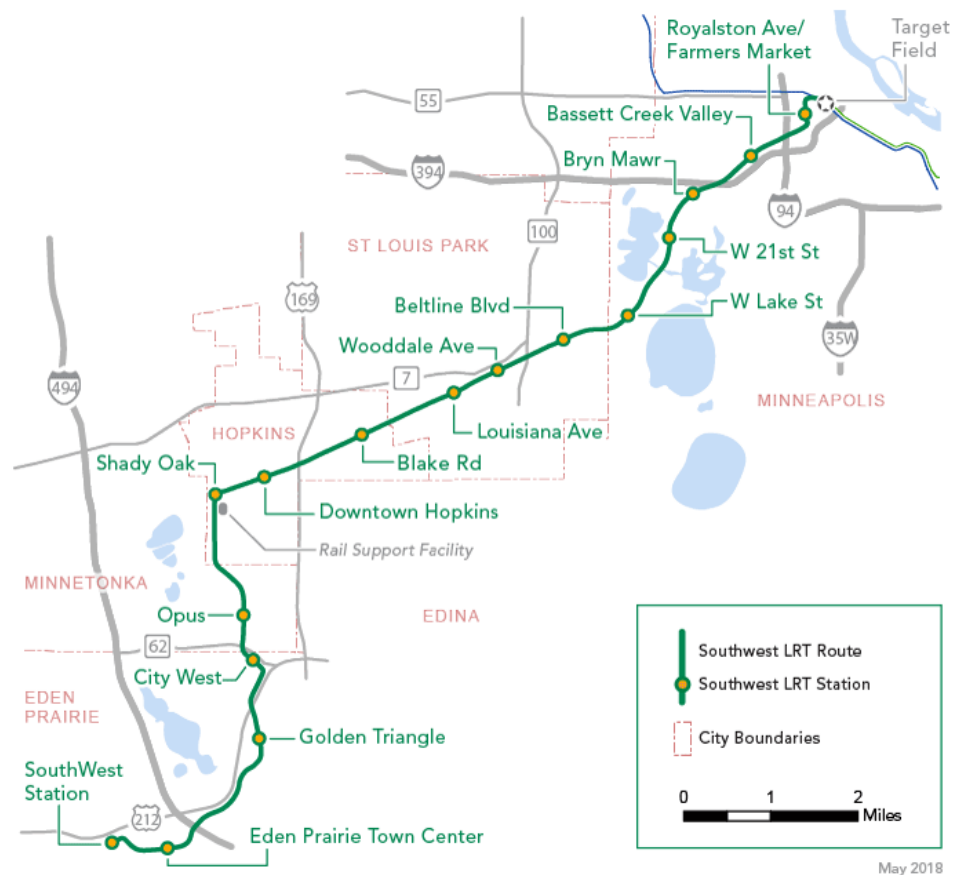 Royalston Ave/
Farmers Market
Target
Field
55
Bassett Creek Valley
Bryn Mawr
394
94
100
ST LOUIS PARK
W 21st St
169
Beltline Blvd
W Lake St
Wooddale Ave
35W
7
494
MINNEAPOLIS
HOPKINS
Louisiana Ave
Shady Oak
Blake Rd
Downtown Hopkins
Rail Support Facility
MINNETONKA
Opus
EDINA
62
City West
EDEN
PRAIRIE
Golden Triangle
SouthWest
Station
212
Eden Prairie Town Center
Southwest LRT Route
Southwest LRT Station
City Boundaries
0 1 2
Miles
May 2018